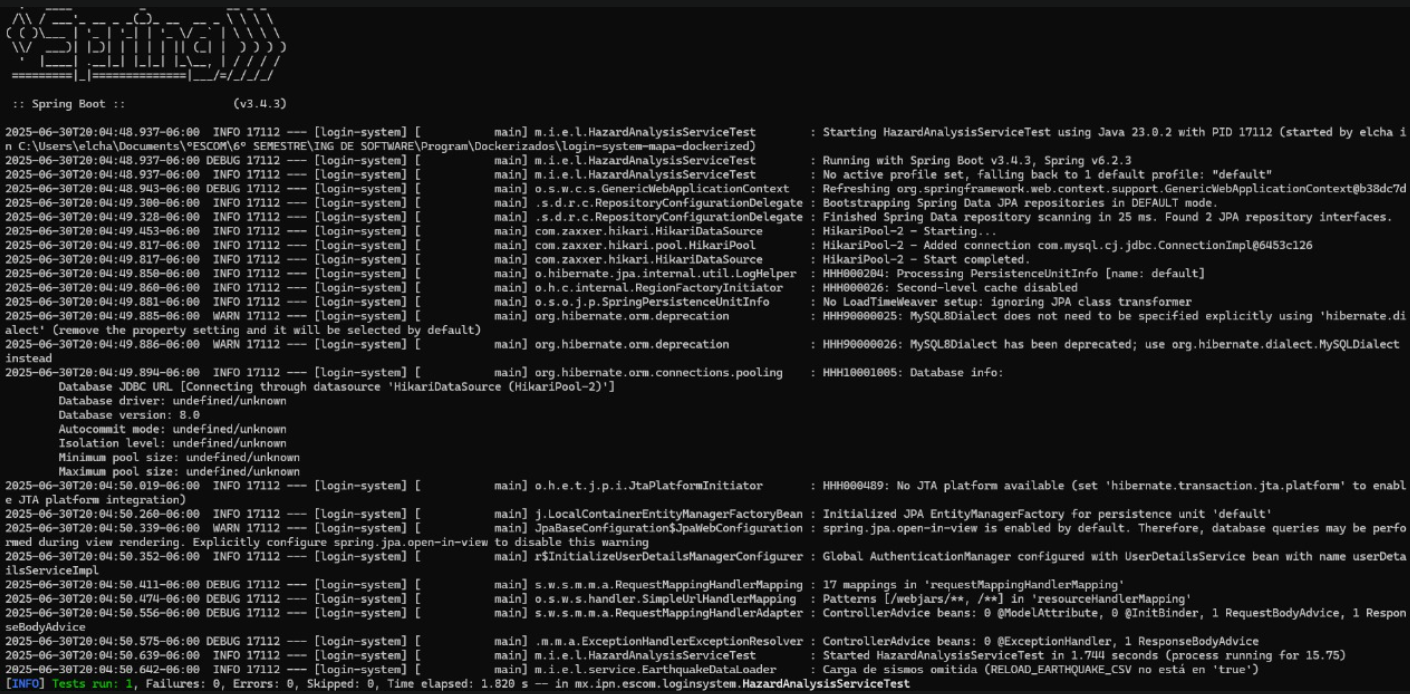 :: Spring Boot ::                (v3.4.3)
2025-06-30T20:04:48.937-06:00  INFO 17112 --- [login-system] [           main] m.i.e.l.HazardAnalysisServiceTest        : Starting HazardAnalysisServiceTest using Java 23.0.2 with PID 17112 (started by elcha i
n C:\Users\elcha\Documents\°ESCOM\6° SEMESTRE\ING DE SOFTWARE\Program\Dockerizados\login-system-mapa-dockerized)
2025-06-30T20:04:48.937-06:00 DEBUG 17112 --- [login-system] [           main] m.i.e.l.HazardAnalysisServiceTest        : Running with Spring Boot v3.4.3, Spring v6.2.3
2025-06-30T20:04:48.937-06:00  INFO 17112 --- [login-system] [           main] m.i.e.l.HazardAnalysisServiceTest        : No active profile set, falling back to 1 default profile: "default"
2025-06-30T20:04:48.943-06:00 DEBUG 17112 --- [login-system] [           main] o.s.w.c.s.GenericWebApplicationContext   : Refreshing org.springframework.web.context.support.GenericWebApplicationContext@b38dc7d
2025-06-30T20:04:49.300-06:00  INFO 17112 --- [login-system] [           main] .s.d.r.c.RepositoryConfigurationDelegate : Bootstrapping Spring Data JPA repositories in DEFAULT mode.
2025-06-30T20:04:49.328-06:00  INFO 17112 --- [login-system] [           main] .s.d.r.c.RepositoryConfigurationDelegate : Finished Spring Data repository scanning in 25 ms. Found 2 JPA repository interfaces.
2025-06-30T20:04:49.453-06:00  INFO 17112 --- [login-system] [           main] com.zaxxer.hikari.HikariDataSource       : HikariPool-2 - Starting...
2025-06-30T20:04:49.817-06:00  INFO 17112 --- [login-system] [           main] com.zaxxer.hikari.pool.HikariPool        : HikariPool-2 - Added connection com.mysql.cj.jdbc.ConnectionImpl@6453c126
2025-06-30T20:04:49.817-06:00  INFO 17112 --- [login-system] [           main] com.zaxxer.hikari.HikariDataSource       : HikariPool-2 - Start completed.
2025-06-30T20:04:49.850-06:00  INFO 17112 --- [login-system] [           main] o.hibernate.jpa.internal.util.LogHelper  : HHH000204: Processing PersistenceUnitInfo [name: default]
2025-06-30T20:04:49.860-06:00  INFO 17112 --- [login-system] [           main] o.h.c.internal.RegionFactoryInitiator    : HHH000026: Second-level cache disabled
2025-06-30T20:04:49.881-06:00  INFO 17112 --- [login-system] [           main] o.s.o.j.p.SpringPersistenceUnitInfo      : No LoadTimeWeaver setup: ignoring JPA class transformer
2025-06-30T20:04:49.885-06:00  WARN 17112 --- [login-system] [           main] org.hibernate.orm.deprecation            : HHH90000025: MySQL8Dialect does not need to be specified explicitly using 'hibernate.di
alect' (remove the property setting and it will be selected by default)
2025-06-30T20:04:49.886-06:00  WARN 17112 --- [login-system] [           main] org.hibernate.orm.deprecation            : HHH90000026: MySQL8Dialect has been deprecated; use org.hibernate.dialect.MySQLDialect
instead
2025-06-30T20:04:49.894-06:00  INFO 17112 --- [login-system] [           main] org.hibernate.orm.connections.pooling    : HHH10001005: Database info:
Database JDBC URL [Connecting through datasource 'HikariDataSource (HikariPool-2)']
Database driver: undefined/unknown
Database version: 8.0
Autocommit mode: undefined/unknown
Isolation level: undefined/unknown
Minimum pool size: undefined/unknown
Maximum pool size: undefined/unknown
2025-06-30T20:04:50.019-06:00  INFO 17112 --- [login-system] [           main] o.h.e.t.j.p.i.JtaPlatformInitiator       : HHH000489: No JTA platform available (set 'hibernate.transaction.jta.platform' to enabl
e JTA platform integration)
2025-06-30T20:04:50.260-06:00  INFO 17112 --- [login-system] [           main] j.LocalContainerEntityManagerFactoryBean : Initialized JPA EntityManagerFactory for persistence unit 'default'
2025-06-30T20:04:50.339-06:00  WARN 17112 --- [login-system] [           main] JpaBaseConfiguration$JpaWebConfiguration : spring.jpa.open-in-view is enabled by default. Therefore, database queries may be perfo
rmed during view rendering. Explicitly configure spring.jpa.open-in-view to disable this warning
2025-06-30T20:04:50.352-06:00  INFO 17112 --- [login-system] [           main] r$InitializeUserDetailsManagerConfigurer : Global AuthenticationManager configured with UserDetailsService bean with name userDeta
ilsServiceImpl
2025-06-30T20:04:50.411-06:00 DEBUG 17112 --- [login-system] [           main] s.w.s.m.m.a.RequestMappingHandlerMapping : 17 mappings in 'requestMappingHandlerMapping'
2025-06-30T20:04:50.474-06:00 DEBUG 17112 --- [login-system] [           main] o.s.w.s.handler.SimpleUrlHandlerMapping  : Patterns [/webjars/**, /**] in 'resourceHandlerMapping'
2025-06-30T20:04:50.556-06:00 DEBUG 17112 --- [login-system] [           main] s.w.s.m.m.a.RequestMappingHandlerAdapter : ControllerAdvice beans: 0 @ModelAttribute, 0 @InitBinder, 1 RequestBodyAdvice, 1 Respon
seBodyAdvice
2025-06-30T20:04:50.575-06:00 DEBUG 17112 --- [login-system] [           main] .m.m.a.ExceptionHandlerExceptionResolver : ControllerAdvice beans: 0 @ExceptionHandler, 1 ResponseBodyAdvice
2025-06-30T20:04:50.639-06:00  INFO 17112 --- [login-system] [           main] m.i.e.l.HazardAnalysisServiceTest        : Started HazardAnalysisServiceTest in 1.744 seconds (process running for 15.75)
2025-06-30T20:04:50.642-06:00  INFO 17112 --- [login-system] [           main] m.i.e.l.service.EarthquakeDataLoader     : Carga de sismos omitida (RELOAD_EARTHQUAKE_CSV no está en 'true')
[INFO] Tests run: 1, Failures: 0, Errors: 0, Skipped: 0, Time elapsed: 1.820 s -- in mx.ipn.escom.loginsystem.HazardAnalysisServiceTest